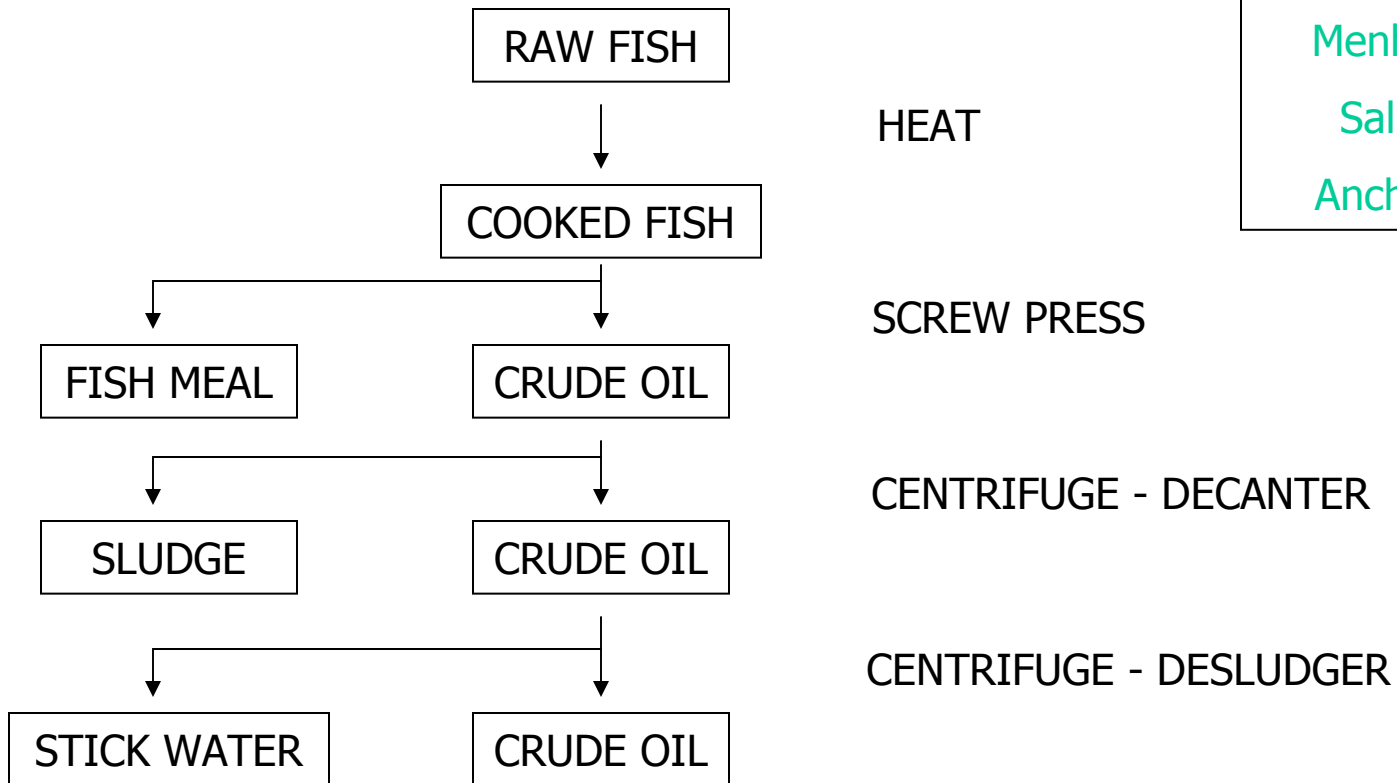 RAW FISH
HEAT
COOKED FISH
SCREW PRESS
FISH MEAL
CRUDE OIL
CENTRIFUGE - DECANTER
SLUDGE
CRUDE OIL
CENTRIFUGE - DESLUDGER
STICK WATER
CRUDE OIL